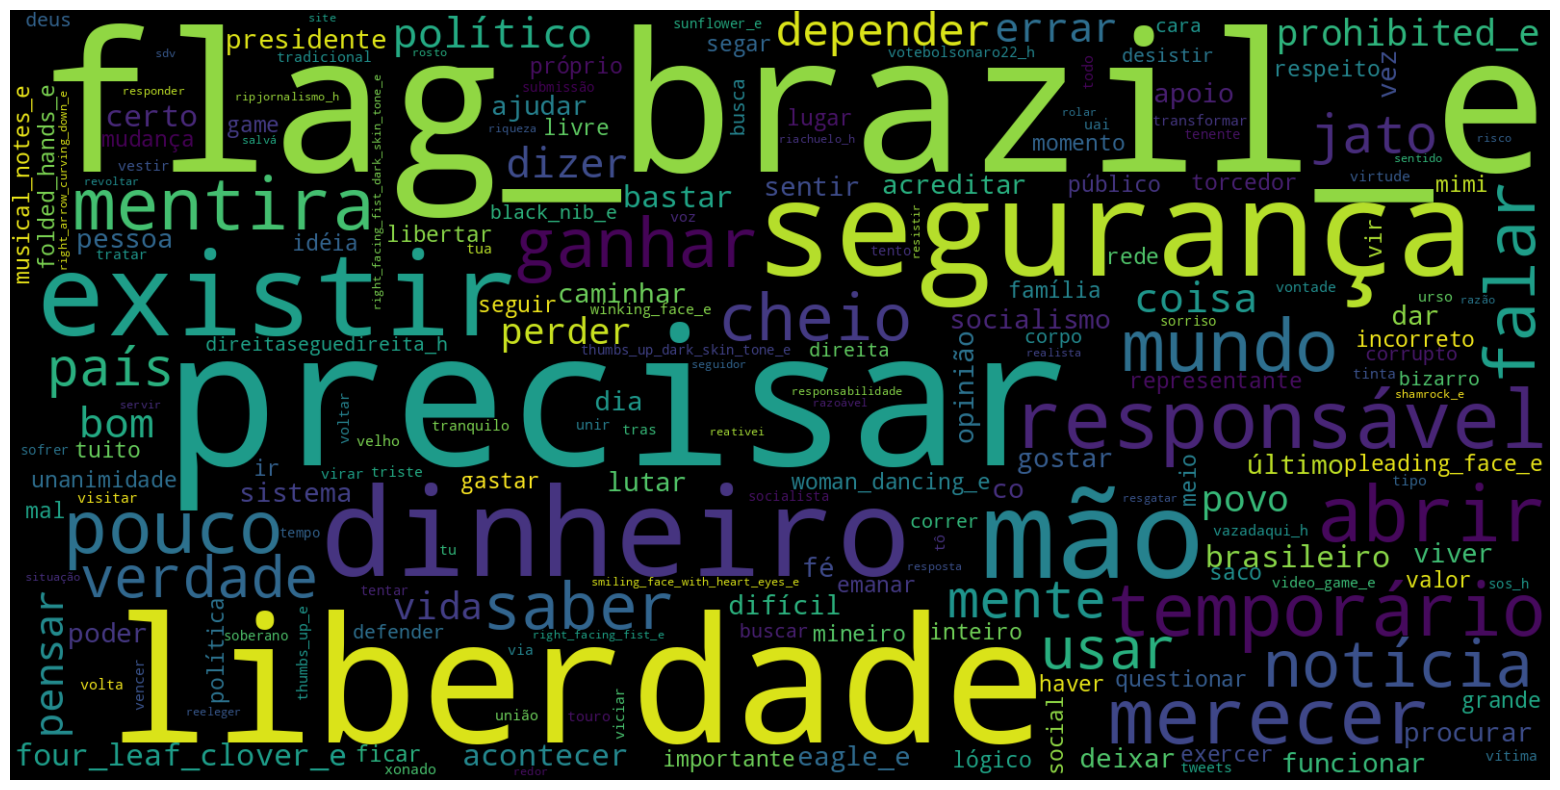 flag_brazil_e
precisar
liberdade
segurança
existir
dinheiro
mão
responsável
temporário
mentira
ganhar
cheio
jato
falar
mundo
abrir
notícia
merecer
usar
mente
saber
verdade
pouco
país
bom
vida
pensar
dizer
político
depender
errar
prohibited_e
presidente
deus
site
sdv
tradicional
rosto
sunflower_e
segar
votebolsonaro22_h
cara
desistir
respeito
vez
musical_notes_e
folded_hands_e
right_arrow_curving_down_e
responder
certo
mudança
vestir
revoltar
ripjornalismo_h
game
salvá
right_facing_fist_dark_skin_tone_e
próprio
submissão
ajudar
livre
riqueza
busca
lugar
riachuelo_h
todo
rolar
uai
momento
apoio
transformar
tenente
sentido
risco
virtude
mimi
torcedor
público
acreditar
sentir
bastar
black_nib_e
libertar
voz
tua
pessoa
tratar
idéia
tento
resistir
rede
vir
vontade
urso
razão
sorriso
dar
coisa
família
socialismo
corpo
realista
incorreto
corrupto
tinta
bizarro
shamrock_e
representante
opinião
seguir
caminhar
winking_face_e
perder
direitaseguedireita_h
thumbs_up_dark_skin_tone_e
direita
seguidor
responsabilidade
razoável
dia
unir
tras
reativei
tranquilo
voltar
velho
servir
tuito
sofrer
unanimidade
ir
virar
triste
sistema
visitar
mal
gastar
lutar
socialista
woman_dancing_e
co
gostar
meio
resgatar
último
pleading_face_e
tipo
povo
vazadaqui_h
brasileiro
viver
saco
video_game_e
valor
sos_h
correr
tô
resposta
tu
tempo
situação
tentar
smiling_face_with_heart_eyes_e
fé
emanar
difícil
buscar
mineiro
inteiro
right_facing_fist_e
via
defender
soberano
poder
política
thumbs_up_e
vencer
volta
reeleger
união
touro
viciar
haver
questionar
grande
procurar
exercer
tweets
vítima
funcionar
deixar
social
lógico
eagle_e
importante
acontecer
redor
ficar
xonado
four_leaf_clover_e